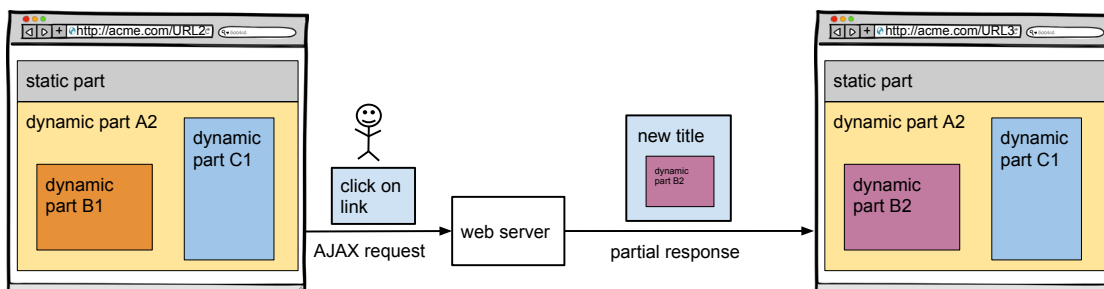 http://acme.com/URL2
static part
dynamic part A2
dynamic
part C1
dynamic
part B1
click on
link
AJAX request
web server
new title
dynamic
part B2
partial response
http://acme.com/URL3
static part
dynamic part A2
dynamic
part C1
dynamic
part B2